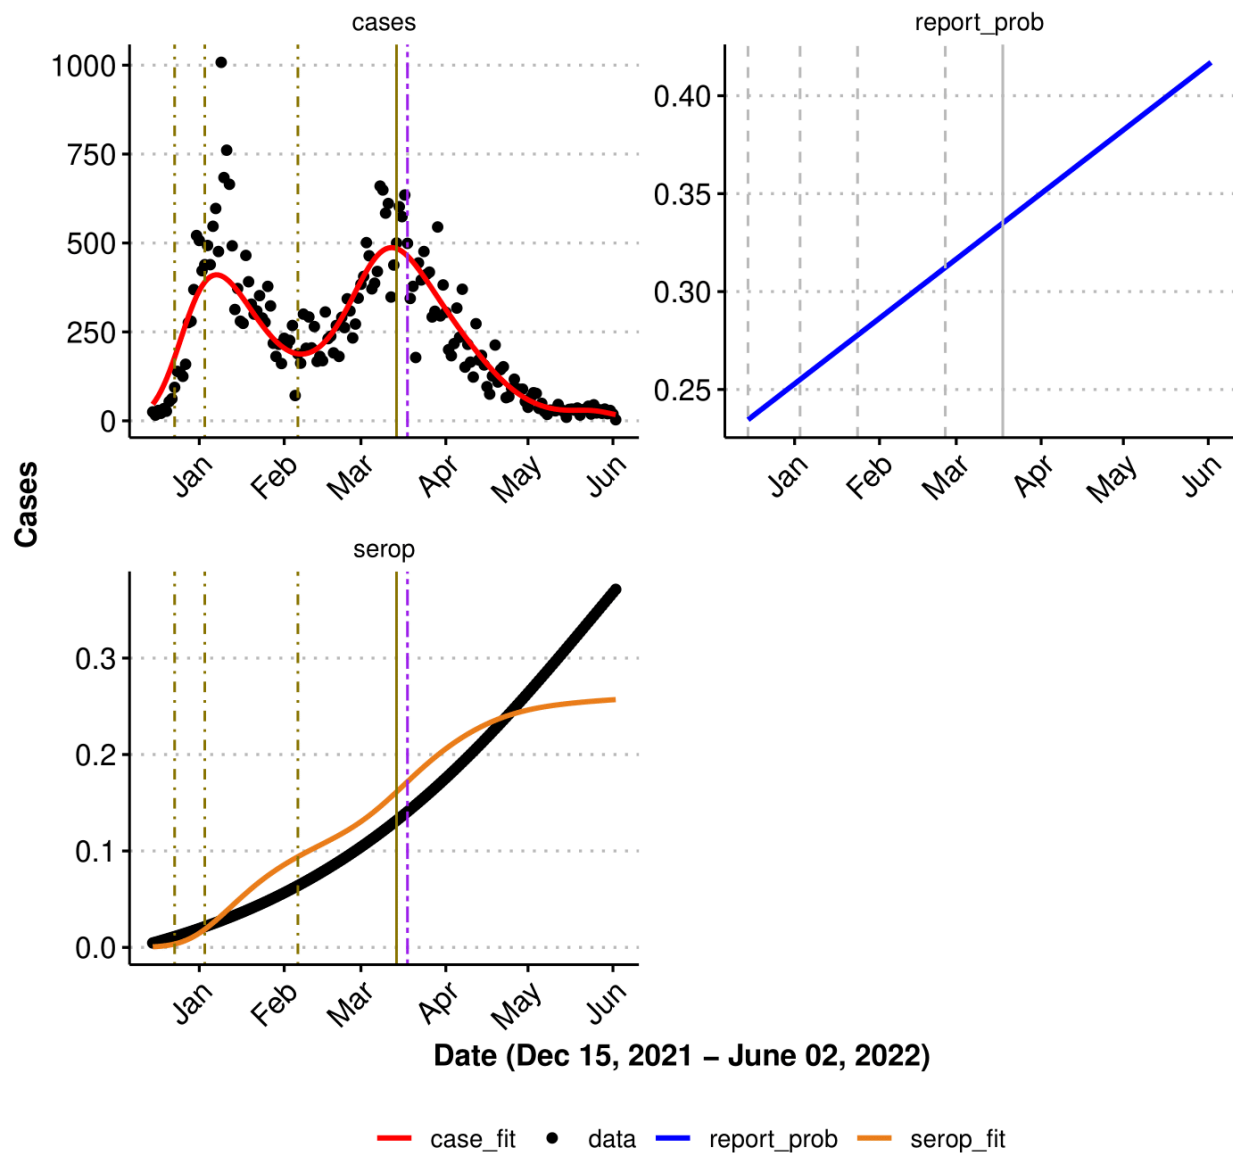 cases
1000
750
500
250
0
Jan Feb Mar Apr May Jun
report_prob
0.40
0.35
0.30
0.25
Jan Feb Mar Apr May Jun
Cases
serop
0.3
0.2
0.1
0.0
Jan Feb Mar Apr May Jun
Date (Dec 15, 2021 – June 02, 2022)
case_fit data report_prob serop_fit